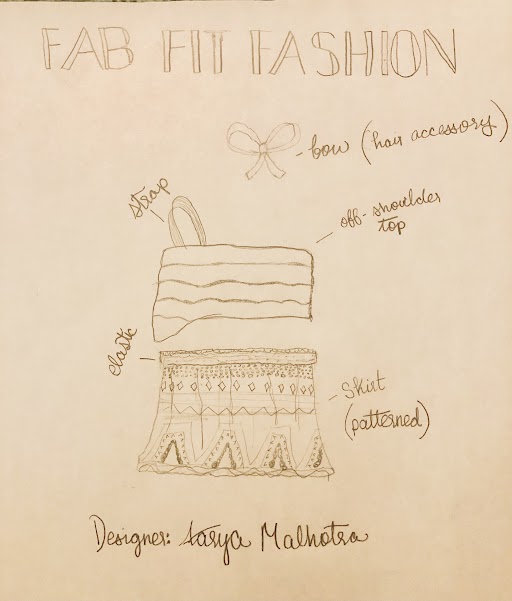 FAB FIT FASHION
bow (hair accessory)
strap
off-shoulder
top
elastic
skirt
(patterned)
Designer: Aarya Malhotra